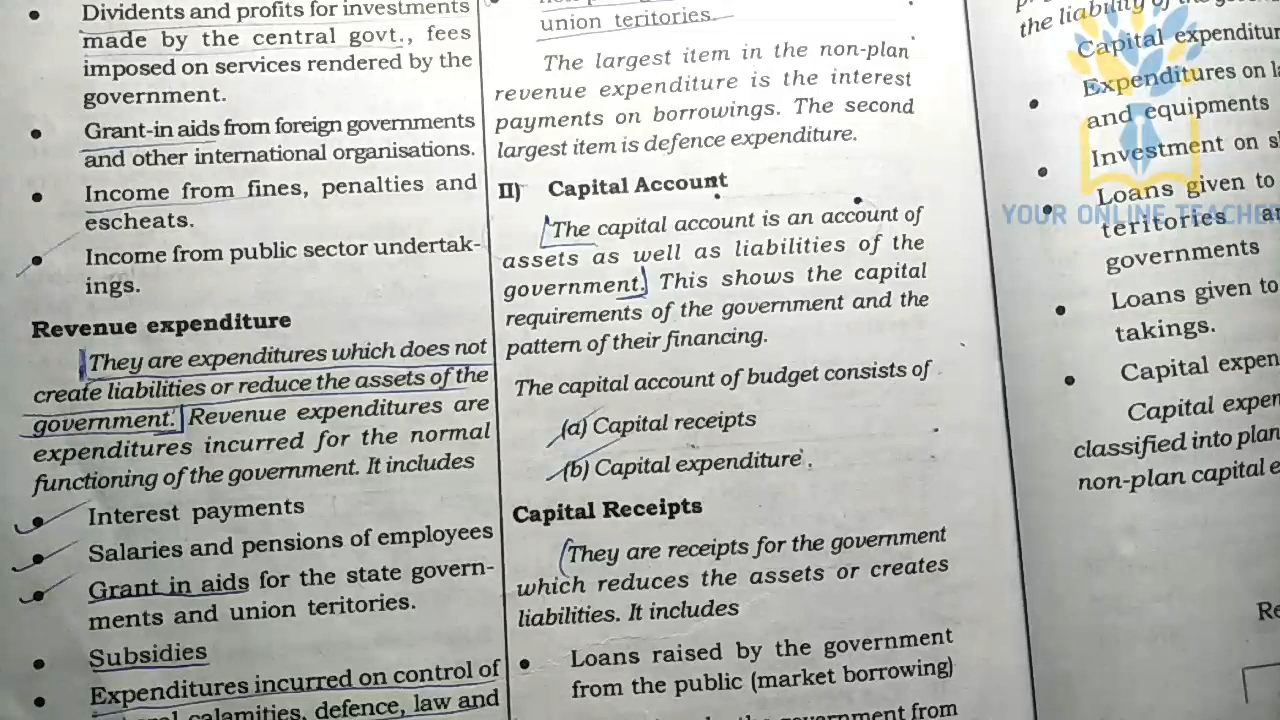 Dividents and profits for investments
made by the central govt., fees
imposed on services rendered by the
government.
• Grant-in aids from foreign governments
and other international organisations.
• Income from fines, penalties and
escheats.
• Income from public sector undertak-
ings.
Revenue expenditure
They are expenditures which does not
create liabilities or reduce the assets of the
government. Revenue expenditures are
expenditures incurred for the normal
functioning of the government. It includes
• Interest payments
• Salaries and pensions of employees
• Grant in aids for the state govern-
ments and union teritories.
• Subsidies
• Expenditures incurred on control of
calamities, defence, law and
union teritories.
The largest item in the non-plan
revenue expenditure is the interest
payments on borrowings. The second
largest item is defence expenditure.
II) Capital Account
The capital account is an account of
assets as well as liabilities of the
government. This shows the capital
requirements of the government and the
pattern of their financing.
The capital account of budget consists of
(a) Capital receipts
(b) Capital expenditure.
Capital Receipts
They are receipts for the government
which reduces the assets or creates
liabilities. It includes
• Loans raised by the government
from the public (market borrowing)
government from
the liability of the
Capital expenditur
• Expenditures on
and equipments
• Investment on
• Loans given to
teritories
governments
• Loans given to
takings.
• Capital expen
Capital expen
classified into plan
non-plan capital e
Re
YOUR ONLINE TEACHER